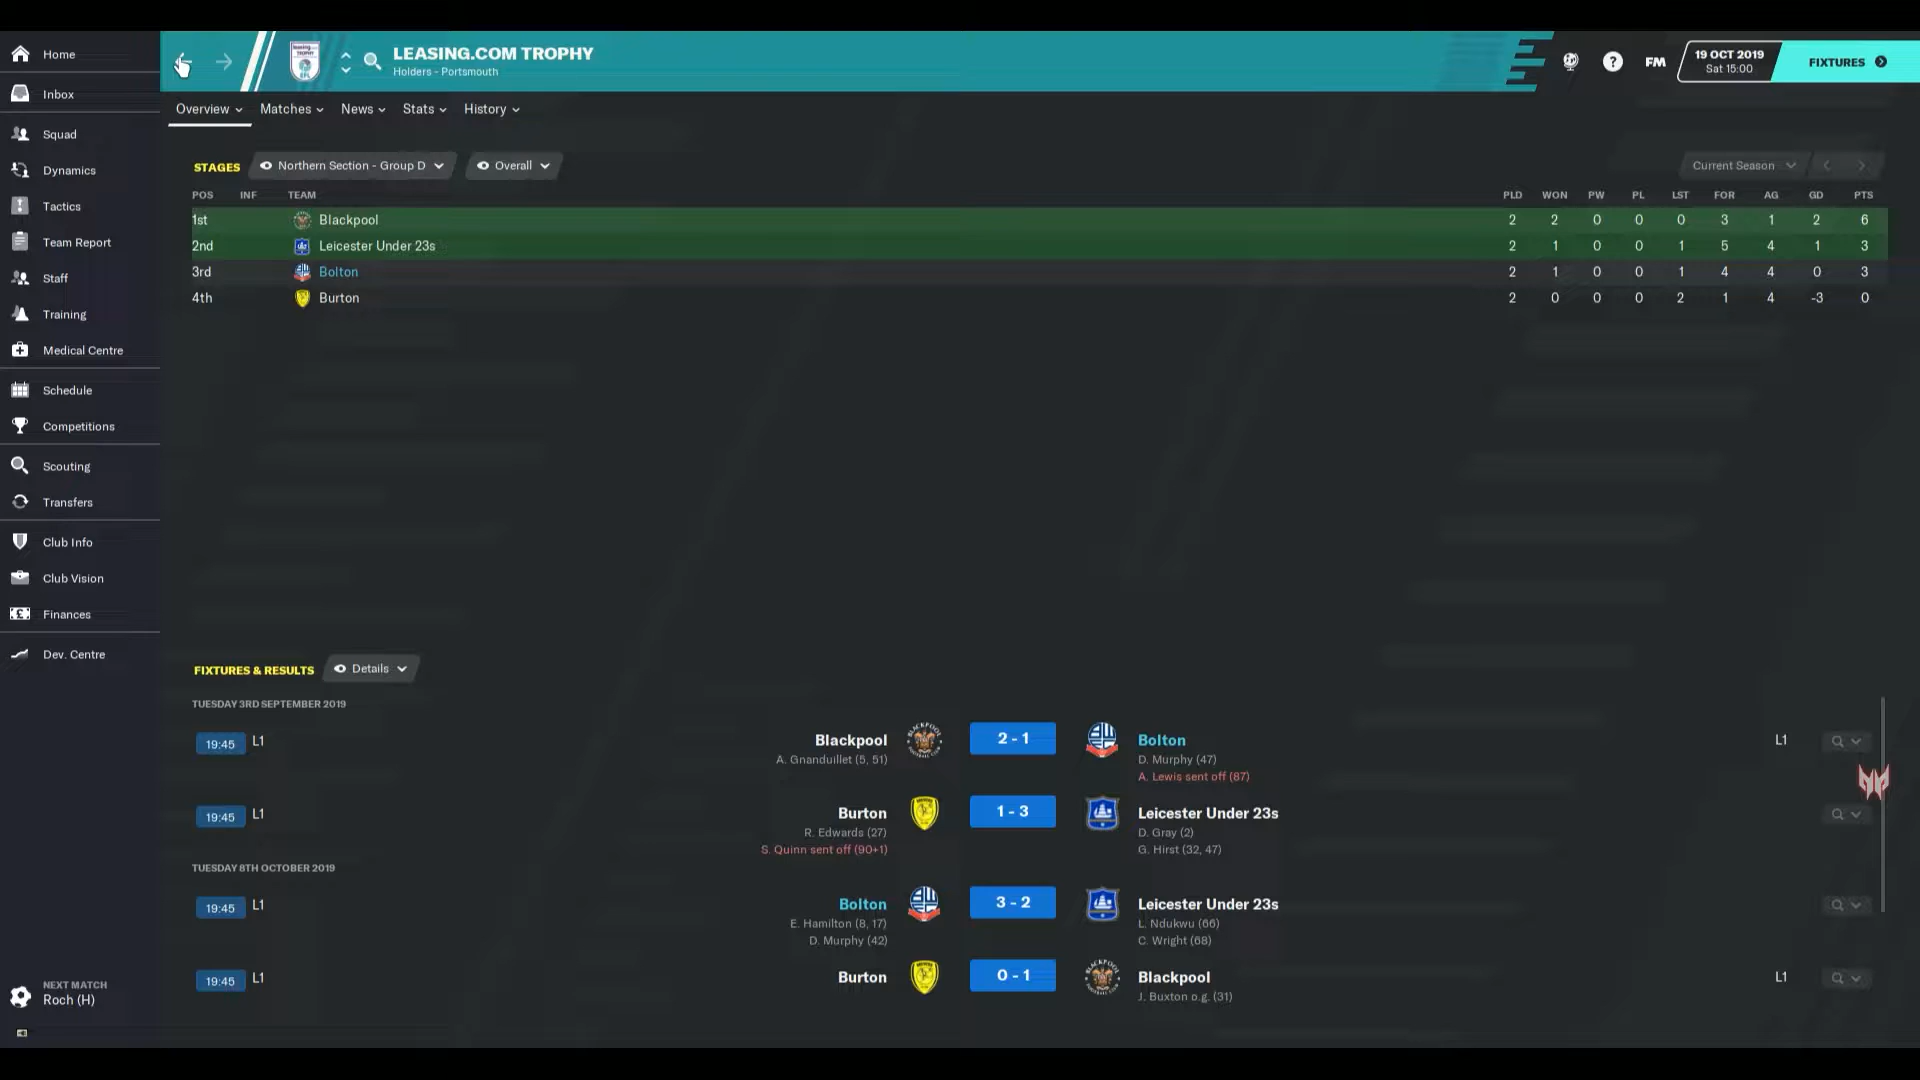 Home
LEASING.COM TROPHY
Holders - Portsmouth
FM
19 OCT 2019
Sat 15:00
FIXTURES
Inbox
Overview Matches News Stats History
Squad
Dynamics
Tactics
Team Report
Staff
Training
Medical Centre
Schedule
Competitions
Scouting
Transfers
Club Info
Club Vision
Finances
Dev. Centre
NEXT MATCH
Roch (H)
STAGES Northern Section - Group D Overall Current Season
POS INF TEAM PLD WON PW PL LST FOR AG GD PTS
1st Blackpool 2 2 0 0 0 3 1 2 6
2nd Leicester Under 23s 2 1 0 0 1 5 4 1 3
3rd Bolton 2 1 0 0 1 4 4 0 3
4th Burton 2 0 0 0 2 1 4 -3 0
FIXTURES & RESULTS Details
TUESDAY 3RD SEPTEMBER 2019
19:45 L1 Blackpool 2 - 1 Bolton L1
A. Gnanduillet (5, 51) D. Murphy (47)
A. Lewis sent off (87)
19:45 L1 Burton 1 - 3 Leicester Under 23s
R. Edwards (27) D. Gray (2)
S. Quinn sent off (90+1) G. Hirst (32, 47)
TUESDAY 8TH OCTOBER 2019
19:45 L1 Bolton 3 - 2 Leicester Under 23s
E. Hamilton (8, 17) L. Ndukwu (66)
D. Murphy (42) C. Wright (68)
19:45 L1 Burton 0 - 1 Blackpool L1
J. Buxton o.g. (31)